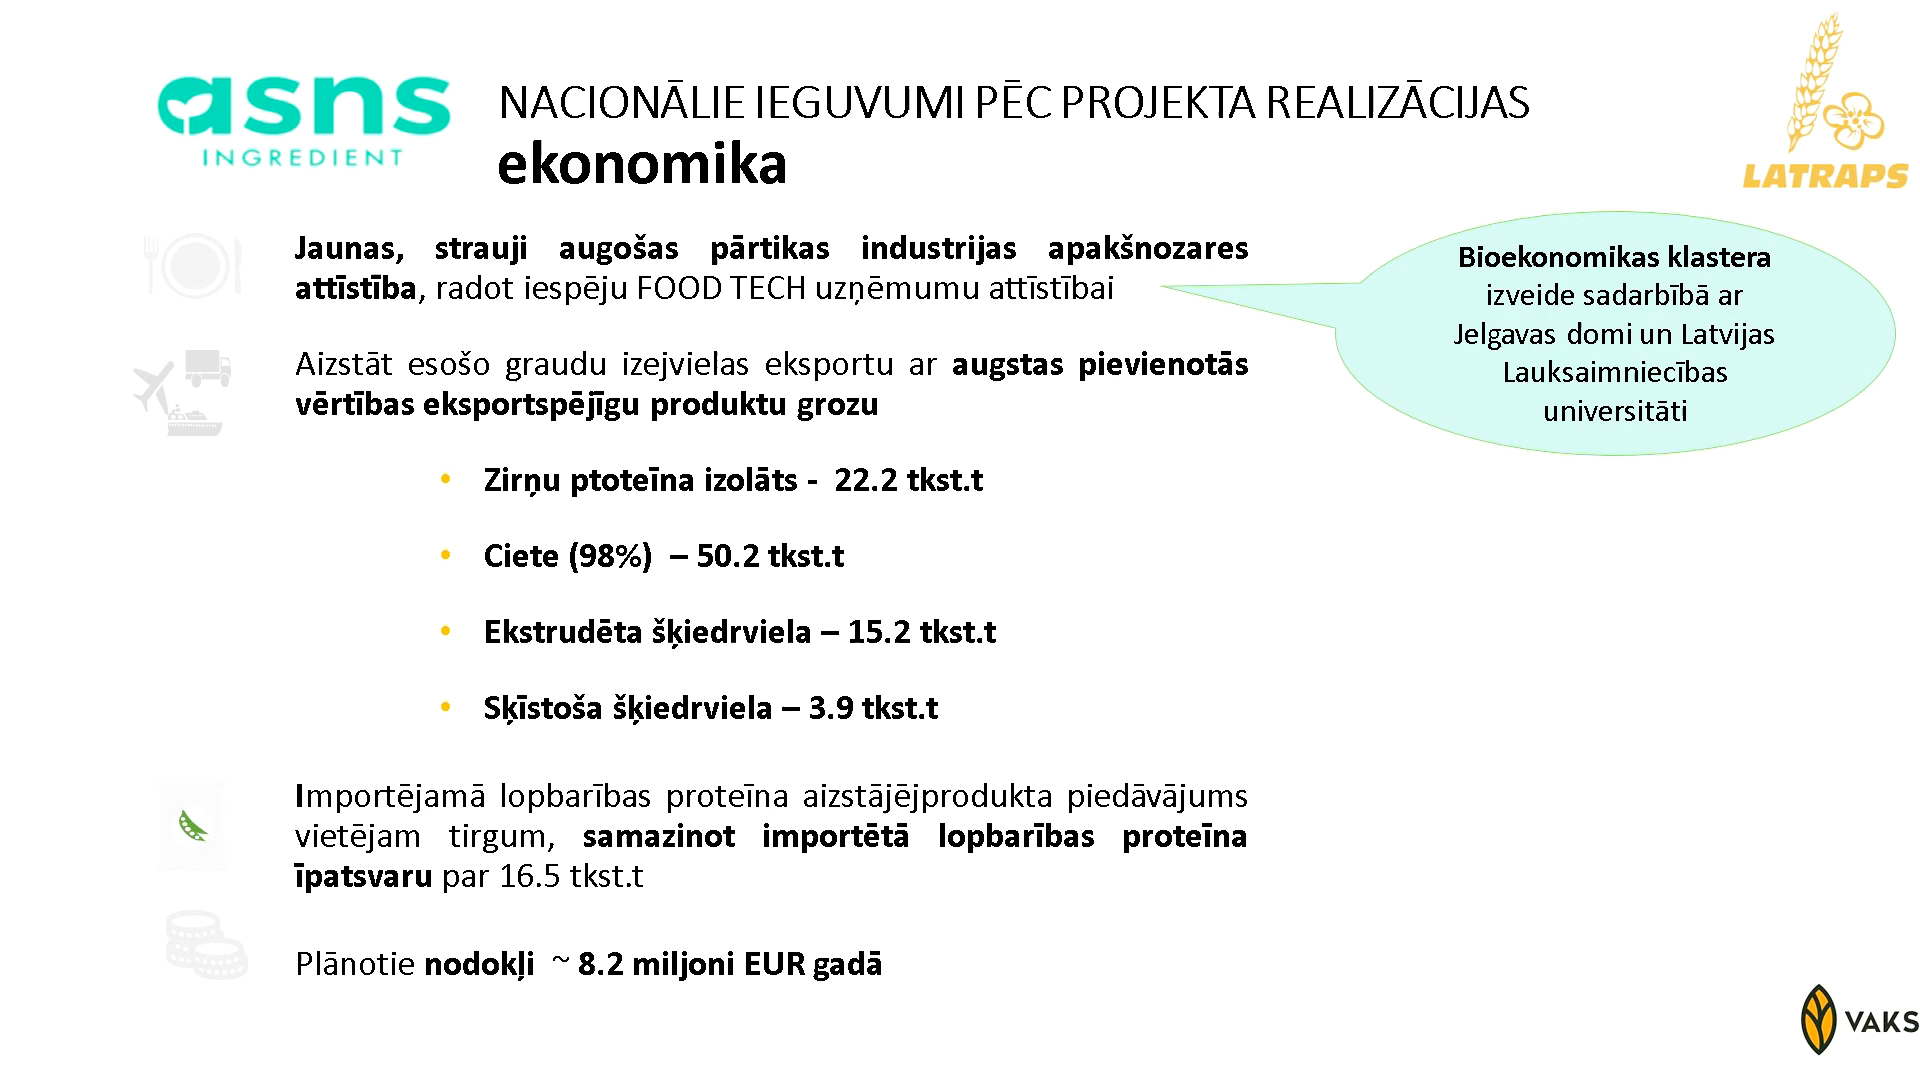 asns
INGREDIENT
NACIONĀLIE IEGUVUMI PĒC PROJEKTA REALIZĀCIJAS
ekonomika
LATRAPS
Jaunas, strauji augošas pārtikas industrijas apakšnozares
attīstība, radot iespēju FOOD TECH uzņēmumu attīstībai
Bioekonomikas klastera
izveide sadarbībā ar
Jelgavas domi un Latvijas
Lauksaimniecības
universitāti
Aizstāt esošo graudu izejvielas eksportu ar augstas pievienotās
vērtības eksportspējīgu produktu grozu
• Zirņu ptoteīna izolāts - 22.2 tkst.t
• Ciete (98%) – 50.2 tkst.t
• Ekstrudēta šķiedrviela – 15.2 tkst.t
• Sķīstoša šķiedrviela – 3.9 tkst.t
Importējamā lopbarības proteīna aizstājējprodukta piedāvājums
vietējam tirgum, samazinot importētā lopbarības proteīna
īpatsvaru par 16.5 tkst.t
Plānotie nodokļi ~ 8.2 miljoni EUR gadā
VAKS